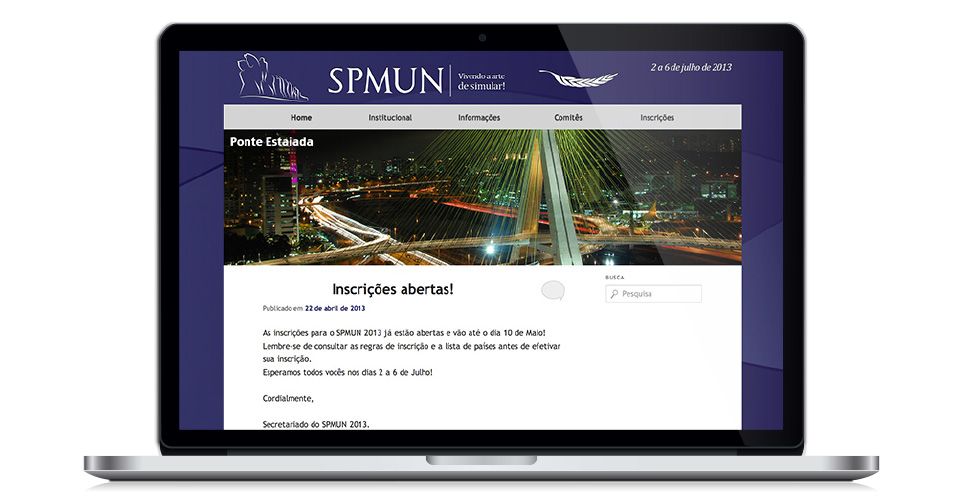 SPMUN
Vivendo a arte
de simular!
2 a 6 de julho de 2013
Home Institucional Informações Comitês Inscrições
Ponte Estaiada
BUSCA
Pesquisa
Inscrições abertas!
Publicado em 22 de abril de 2013
As inscrições para o SPMUN 2013 já estão abertas e vão até o dia 10 de Maio!
Lembre-se de consultar as regras de inscrição e a lista de países antes de efetivar
sua inscrição.
Esperamos todos vocês nos dias 2 a 6 de Julho!
Cordialmente,
Secretariado do SPMUN 2013.